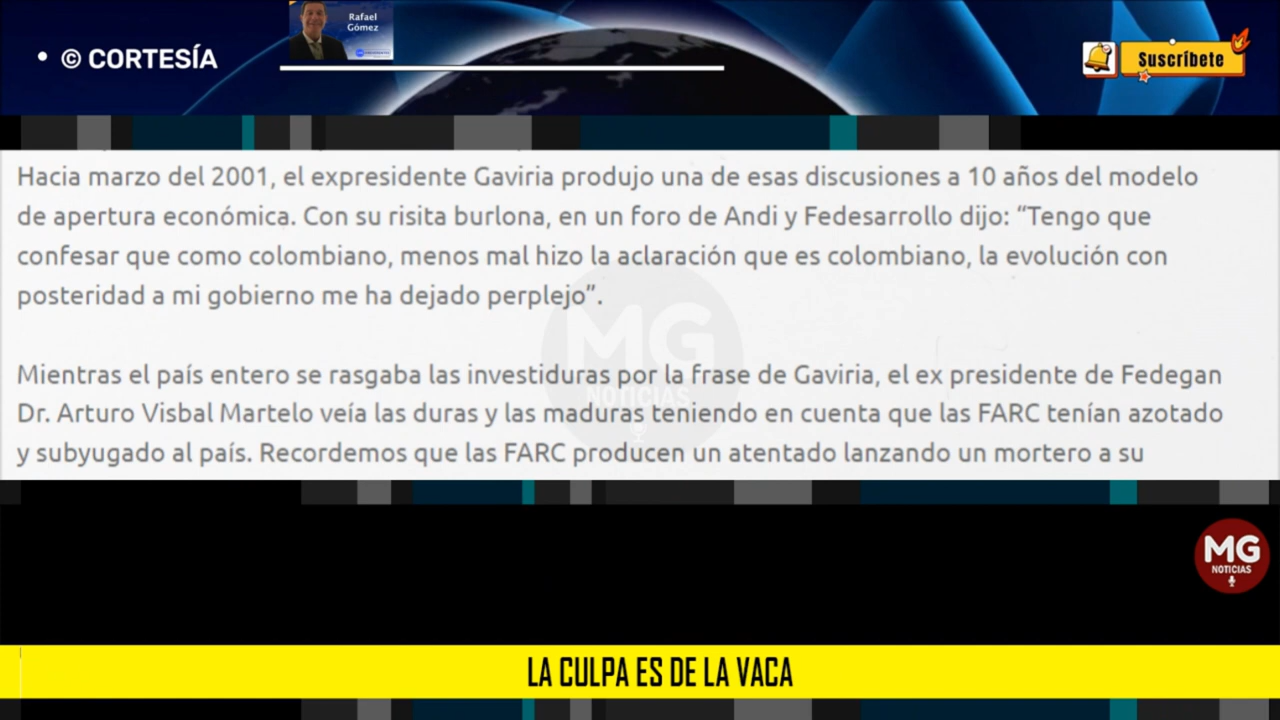 Rafael
Gómez
• © CORTESÍA
Suscríbete
Hacia marzo del 2001, el expresidente Gaviria produjo una de esas discusiones a 10 años del modelo
de apertura económica. Con su risita burlona, en un foro de Andi y Fedesarrollo dijo: “Tengo que
confesar que como colombiano, menos mal hizo la aclaración que es colombiano, la evolución con
posteridad a mi gobierno me ha dejado perplejo”.
Mientras el país entero se rasgaba las investiduras por la frase de Gaviria, el ex presidente de Fedegan
Dr. Arturo Visbal Martelo veía las duras y las maduras teniendo en cuenta que las FARC tenían azotado
y subyugado al país. Recordemos que las FARC producen un atentado lanzando un mortero a su
MG
NOTICIAS
MG
NOTICIAS
LA CULPA ES DE LA VACA